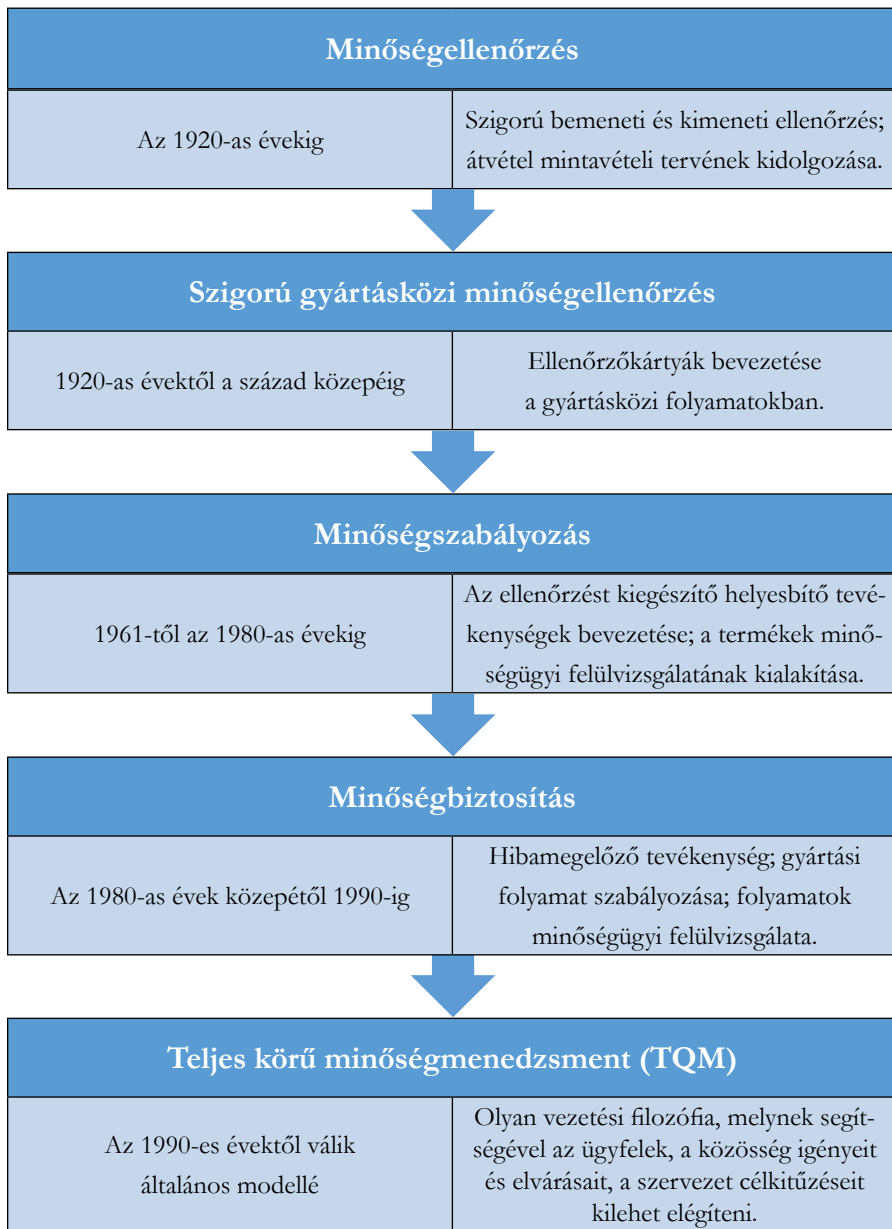 Minőségellenőrzés
Az 1920-as évekig
Szigorú bemeneti és kimeneti ellenőrzés;
átvétel mintavételi tervének kidolgozása.
Szigorú gyártásközi minőségellenőrzés
1920-as évektől a század közepéig
Ellenőrzőkártyák bevezetése
a gyártásközi folyamatokban.
Minőségszabályozás
1961-től az 1980-as évekig
Az ellenőrzést kiegészítő helyesbítő tevé-
kenységek bevezetése; a termékek minő-
ségügyi felülvizsgálatának kialakítása.
Minőségbiztosítás
Az 1980-as évek közepétől 1990-ig
Hibamegelőző tevékenység; gyártási
folyamat szabályozása; folyamatok
minőségügyi felülvizsgálata.
Teljes körű minőségmenedzsment (TQM)
Az 1990-es évektől válik
általános modellé
Olyan vezetési filozófia, melynek segít-
ségével az ügyfelek, a közösség igényeit
és elvárásait, a szervezet célkitűzéseit
kilehet elégíteni.